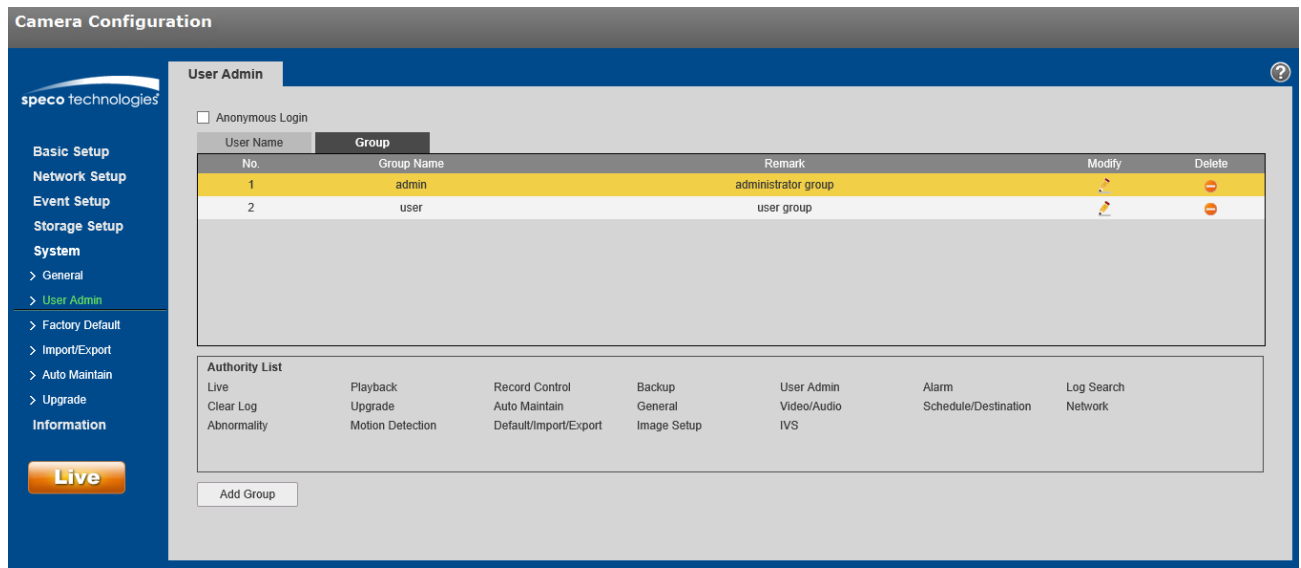 Camera Configuration
speco technologies
User Admin
?
Anonymous Login
User Name Group
No. Group Name Remark Modify Delete
1 admin administrator group
2 user user group
Basic Setup
Network Setup
Event Setup
Storage Setup
System
> General
> User Admin
> Factory Default
> Import/Export
> Auto Maintain
> Upgrade
Information
Live
Authority List
Live Playback Record Control Backup User Admin Alarm Log Search
Clear Log Upgrade Auto Maintain General Video/Audio Schedule/Destination Network
Abnormality Motion Detection Default/Import/Export Image Setup IVS
Add Group